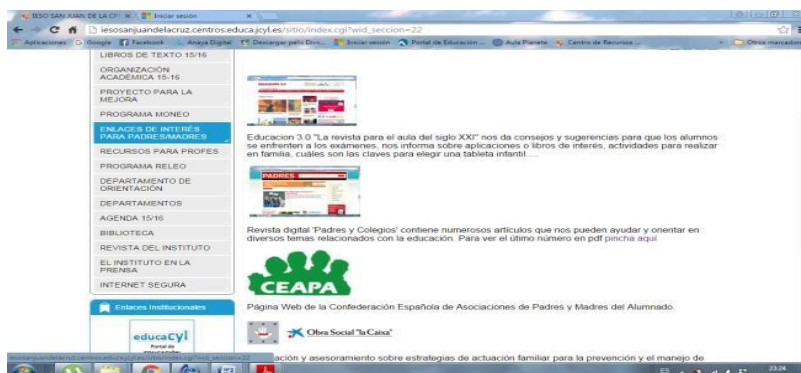 IESO SAN JUAN DE LA CR
Iniciar sesión
iesosanjuandelacruz.centros.educa.jcyl.es/sitio/index.cgi?wid_seccion=22
Aplicaciones
Google
Facebook
Anaya Digital
Descargar pelis Divx...
Iniciar sesión
Portal de Educación ...
Aula Planeta
Centro de Recursos ...
Otros marcadores
LIBROS DE TEXTO 15/16
ORGANIZACIÓN
ACADÉMICA 15-16
PROYECTO PARA LA
MEJORA
PROGRAMA MONEO
ENLACES DE INTERÉS
PARA PADRES/MADRES
RECURSOS PARA PROFES
PROGRAMA RELEO
DEPARTAMENTO DE
ORIENTACIÓN
DEPARTAMENTOS
AGENDA 15/16
BIBLIOTECA
REVISTA DEL INSTITUTO
EL INSTITUTO EN LA
PRENSA
INTERNET SEGURA
Enlaces Institucionales
educacyl
Portal de
Educacion 3.0 "La revista para el aula del siglo XXI" nos da consejos y sugerencias para que los alumnos
se enfrenten a los exámenes, nos informa sobre aplicaciones o libros de interés, actividades para realizar
en familia, cuáles son las claves para elegir una tableta infantil.....
PADRES
Revista digital 'Padres y Colegios' contiene numerosos artículos que nos pueden ayudar y orientar en
diversos temas relacionados con la educación. Para ver el útimo número en pdf pincha aquí.
CEAPA
Página Web de la Confederación Española de Asociaciones de Padres y Madres del Alumnado.
Obra Social "la Caixa"
ación y asesoramiento sobre estrategias de actuación familiar para la prevención y el manejo de
iesosanjuandelacruz.centros.educa.jcyl.es/sitio/index.cgi?wid_seccion=22
23:24